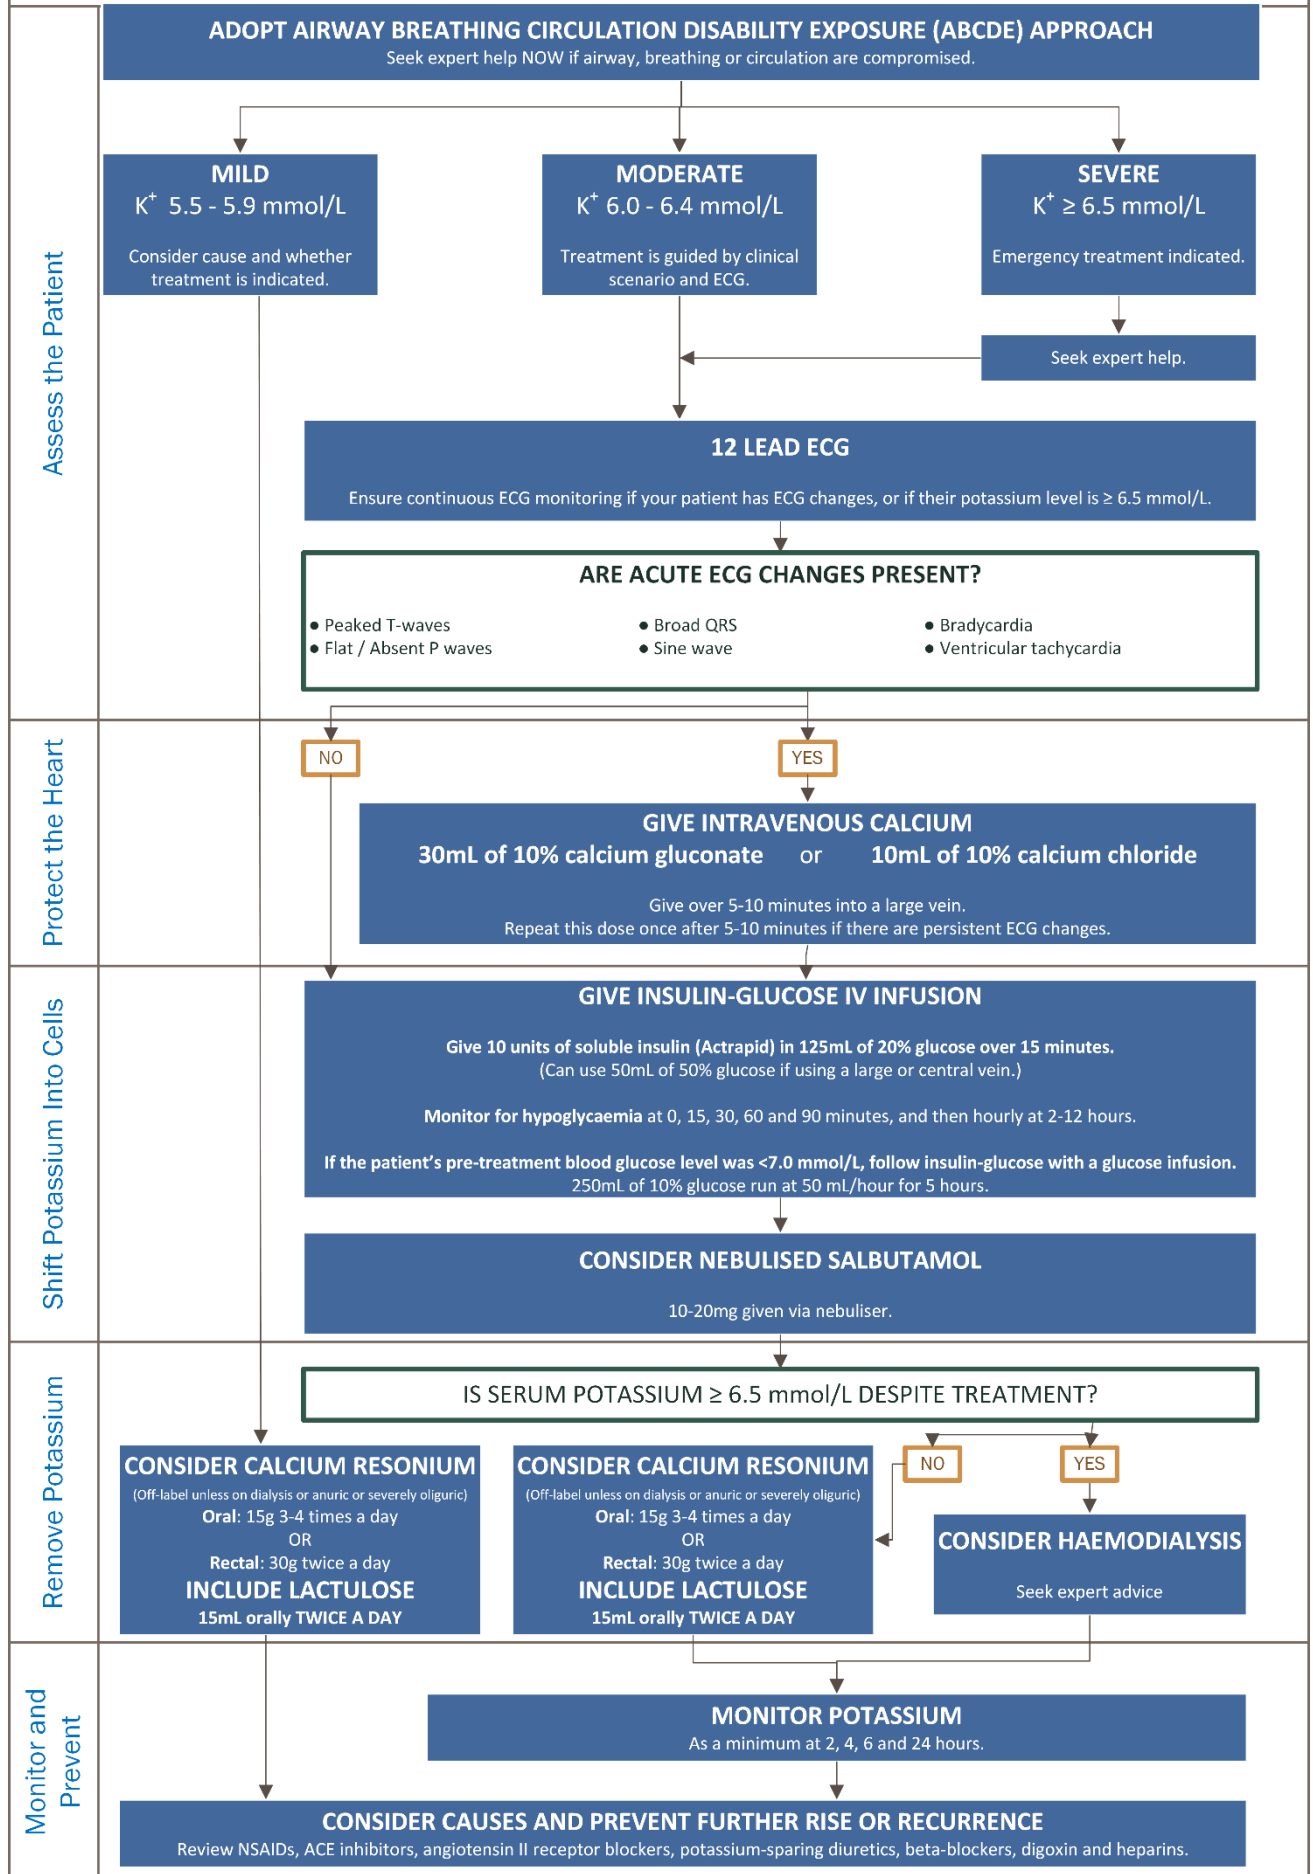 ADOPT AIRWAY BREATHING CIRCULATION DISABILITY EXPOSURE (ABCDE) APPROACH
Seek expert help NOW if airway, breathing or circulation are compromised.
Assess the Patient
MILD
K⁺ 5.5 - 5.9 mmol/L
Consider cause and whether
treatment is indicated.
MODERATE
K⁺ 6.0 - 6.4 mmol/L
Treatment is guided by clinical
scenario and ECG.
SEVERE
K⁺ ≥ 6.5 mmol/L
Emergency treatment indicated.
Seek expert help.
12 LEAD ECG
Ensure continuous ECG monitoring if your patient has ECG changes, or if their potassium level is ≥ 6.5 mmol/L.
ARE ACUTE ECG CHANGES PRESENT?
● Peaked T-waves
● Flat / Absent P waves
● Broad QRS
● Sine wave
● Bradycardia
● Ventricular tachycardia
Protect the Heart
NO
YES
GIVE INTRAVENOUS CALCIUM
30mL of 10% calcium gluconate or 10mL of 10% calcium chloride
Give over 5-10 minutes into a large vein.
Repeat this dose once after 5-10 minutes if there are persistent ECG changes.
Shift Potassium Into Cells
GIVE INSULIN-GLUCOSE IV INFUSION
Give 10 units of soluble insulin (Actrapid) in 125mL of 20% glucose over 15 minutes.
(Can use 50mL of 50% glucose if using a large or central vein.)
Monitor for hypoglycaemia at 0, 15, 30, 60 and 90 minutes, and then hourly at 2-12 hours.
If the patient's pre-treatment blood glucose level was <7.0 mmol/L, follow insulin-glucose with a glucose infusion.
250mL of 10% glucose run at 50 mL/hour for 5 hours.
CONSIDER NEBULISED SALBUTAMOL
10-20mg given via nebuliser.
Remove Potassium
IS SERUM POTASSIUM ≥ 6.5 mmol/L DESPITE TREATMENT?
CONSIDER CALCIUM RESONIUM
(Off-label unless on dialysis or anuric or severely oliguric)
Oral: 15g 3-4 times a day
OR
Rectal: 30g twice a day
INCLUDE LACTULOSE
15mL orally TWICE A DAY
CONSIDER CALCIUM RESONIUM
(Off-label unless on dialysis or anuric or severely oliguric)
Oral: 15g 3-4 times a day
OR
Rectal: 30g twice a day
INCLUDE LACTULOSE
15mL orally TWICE A DAY
NO
YES
CONSIDER HAEMODIALYSIS
Seek expert advice
Monitor and
Prevent
MONITOR POTASSIUM
As a minimum at 2, 4, 6 and 24 hours.
CONSIDER CAUSES AND PREVENT FURTHER RISE OR RECURRENCE
Review NSAIDs, ACE inhibitors, angiotensin II receptor blockers, potassium-sparing diuretics, beta-blockers, digoxin and heparins.